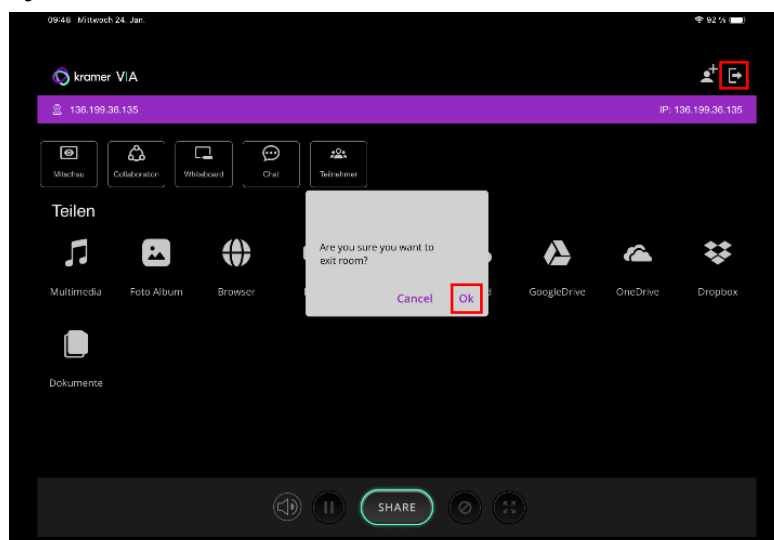 09:48 Mittwoch 24. Jan.
92 %
kramer VIA
136.199.36.135
IP: 136.199.36.135
Mitschau
Collaboration
Whiteboard
Chat
Teilnehmer
Teilen
Are you sure you want to
exit room?
Cancel
Ok
Multimedia
Foto Album
Browser
GoogleDrive
OneDrive
Dropbox
Dokumente
SHARE